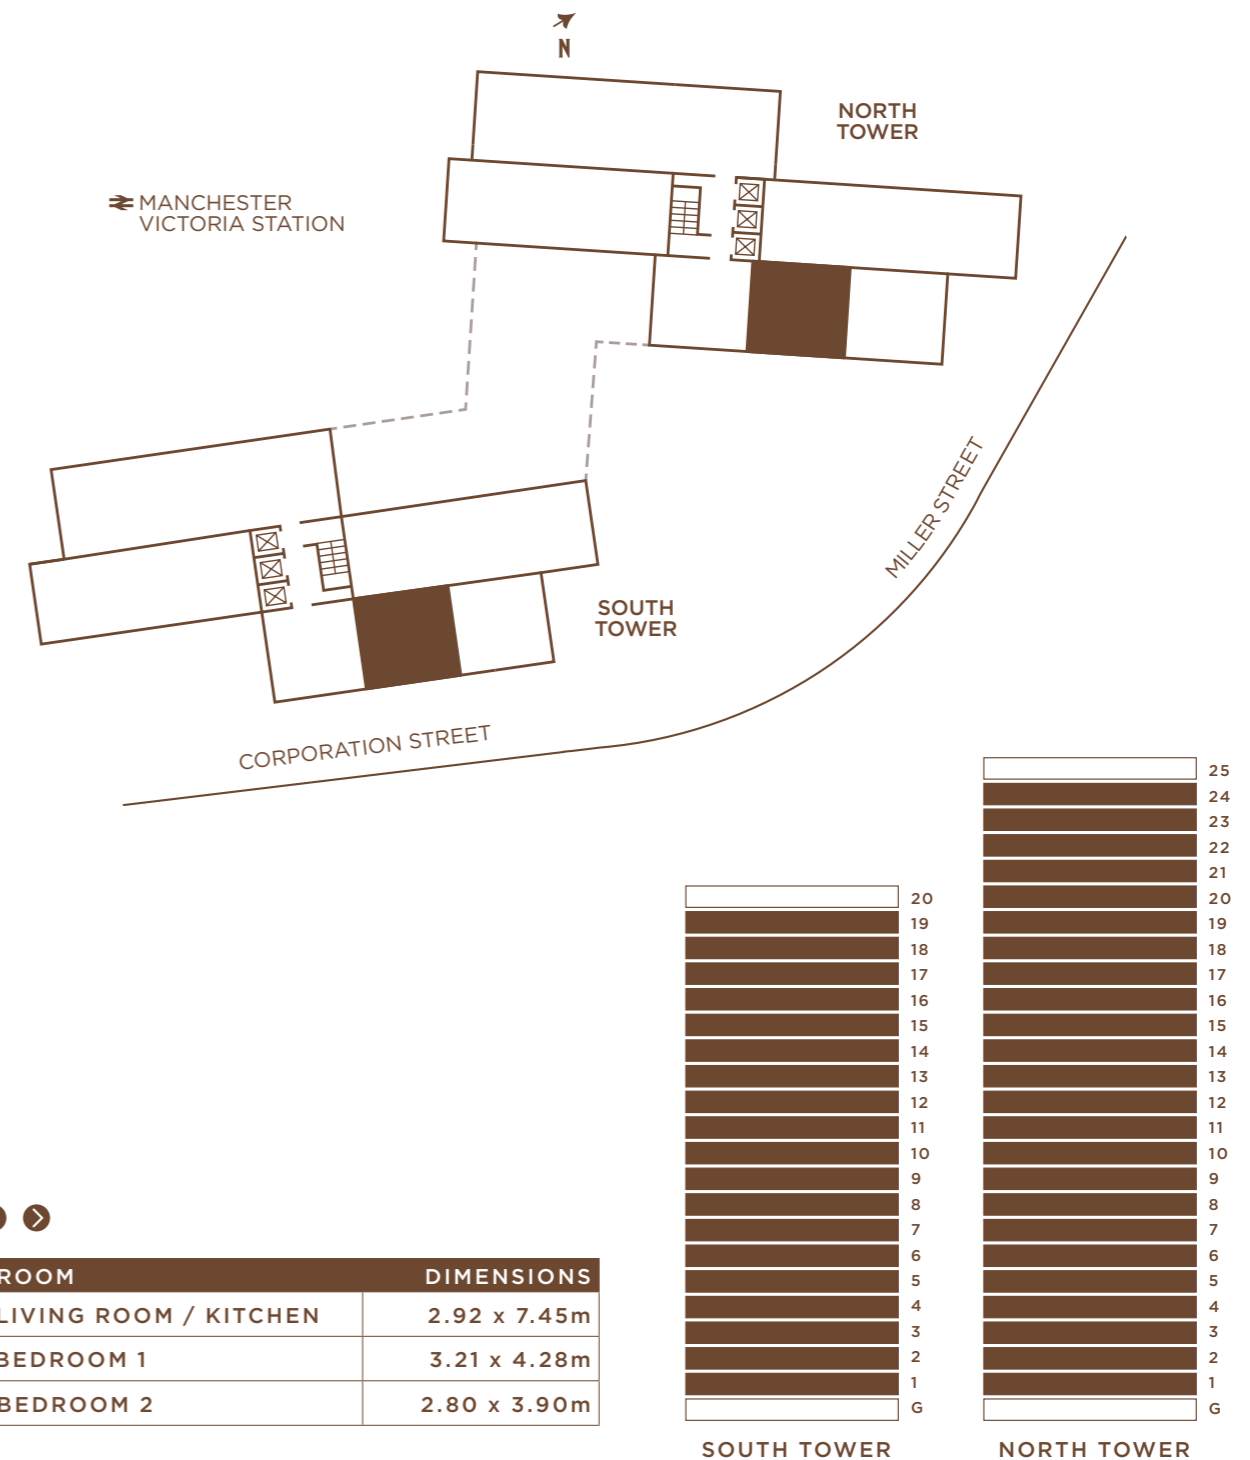 N
NORTH
TOWER
MANCHESTER
VICTORIA STATION
MILLER STREET
SOUTH
TOWER
CORPORATION STREET
25
24
23
22
21
20
19
18
17
16
15
14
13
12
11
10
9
8
7
6
5
4
3
2
1
G
20
19
18
17
16
15
14
13
12
11
10
9
8
7
6
5
4
3
2
1
G
SOUTH TOWER
NORTH TOWER
ROOM DIMENSIONS
LIVING ROOM / KITCHEN 2.92 x 7.45m
BEDROOM 1 3.21 x 4.28m
BEDROOM 2 2.80 x 3.90m